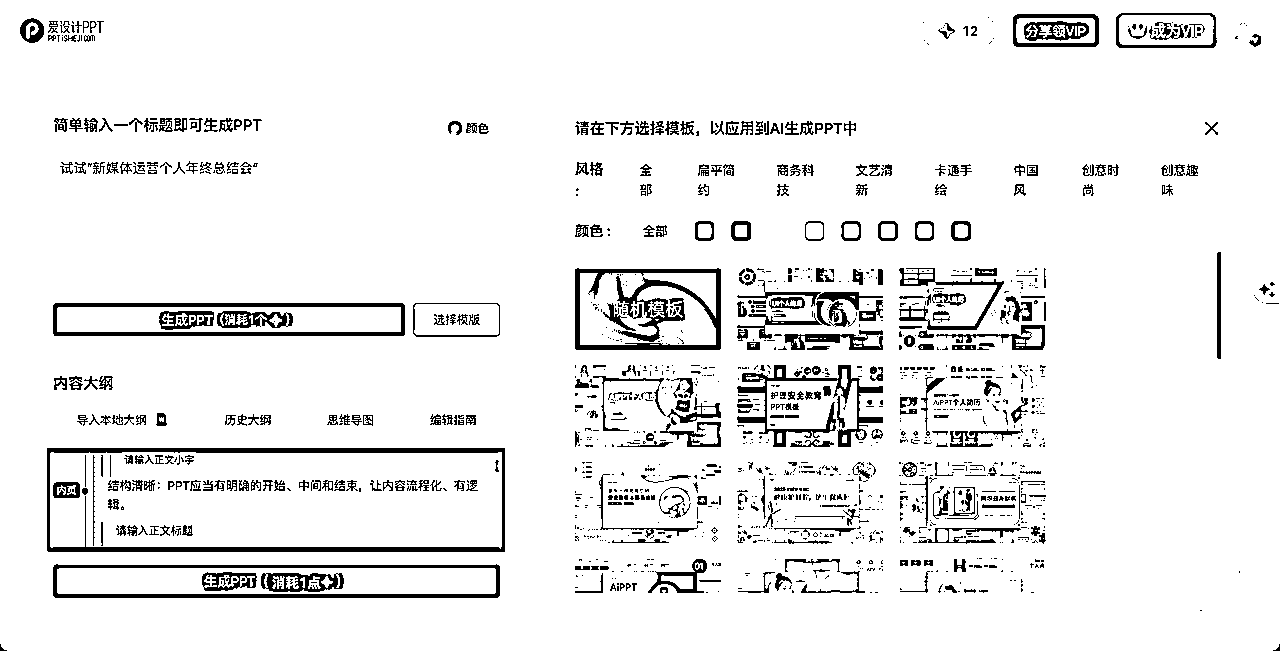 爱设计PPT
PPT.ISHEJI.COM
12
分享领VIP
成为VIP
简单输入一个标题即可生成PPT
颜色
试试"新媒体运营个人年终总结会"
生成PPT (消耗1个)
选择模版
内容大纲
导入本地大纲
历史大纲
思维导图
编辑指南
请输入正文小字
内页
结构清晰：PPT应当有明确的开始、中间和结束，让内容流程化、有逻
辑。
请输入正文标题
生成PPT (消耗1点)
请在下方选择模板，以应用到AI生成PPT中
风格：
全部
扁平简约
商务科技
文艺清新
卡通手绘
中国风
创意时尚
创意趣味
颜色：
全部
随机模板
护理安全教育
PPT模板
AiPPT个人简历
AiPPT
01